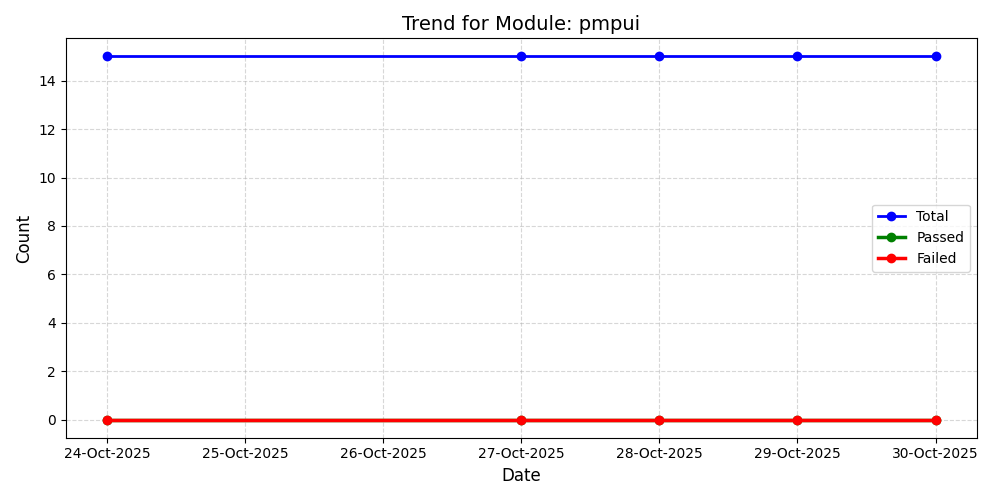 Trend for Module: pmpui
Count
14
12
10
8
6
4
2
0
Total
Passed
Failed
24-Oct-2025 25-Oct-2025 26-Oct-2025 27-Oct-2025 28-Oct-2025 29-Oct-2025 30-Oct-2025
Date